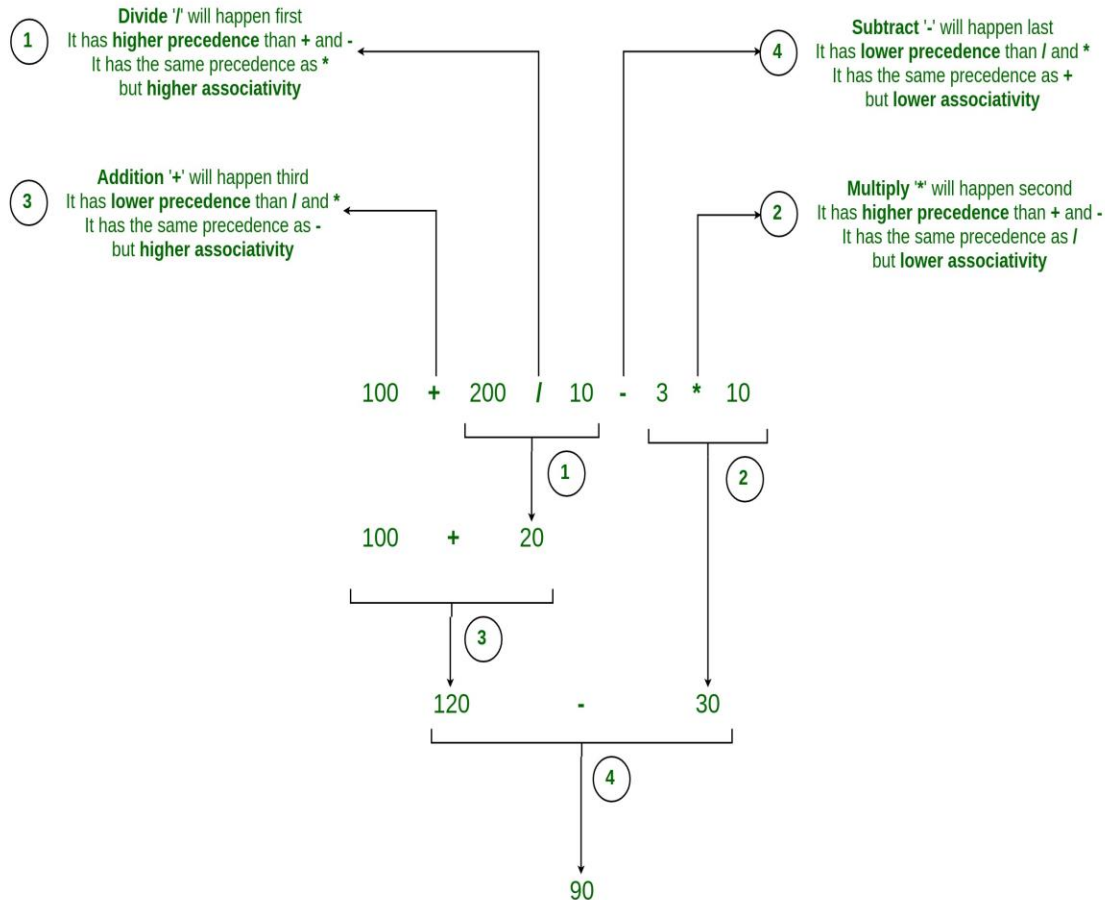 1
Divide '/' will happen first
It has higher precedence than + and -
It has the same precedence as *
but higher associativity
4
Subtract '-' will happen last
It has lower precedence than / and *
It has the same precedence as +
but lower associativity
3
Addition '+' will happen third
It has lower precedence than / and *
It has the same precedence as -
but higher associativity
2
Multiply '*' will happen second
It has higher precedence than + and -
It has the same precedence as /
but lower associativity
100 + 200 / 10 - 3 * 10
1
2
100 + 20
3
120 - 30
4
90